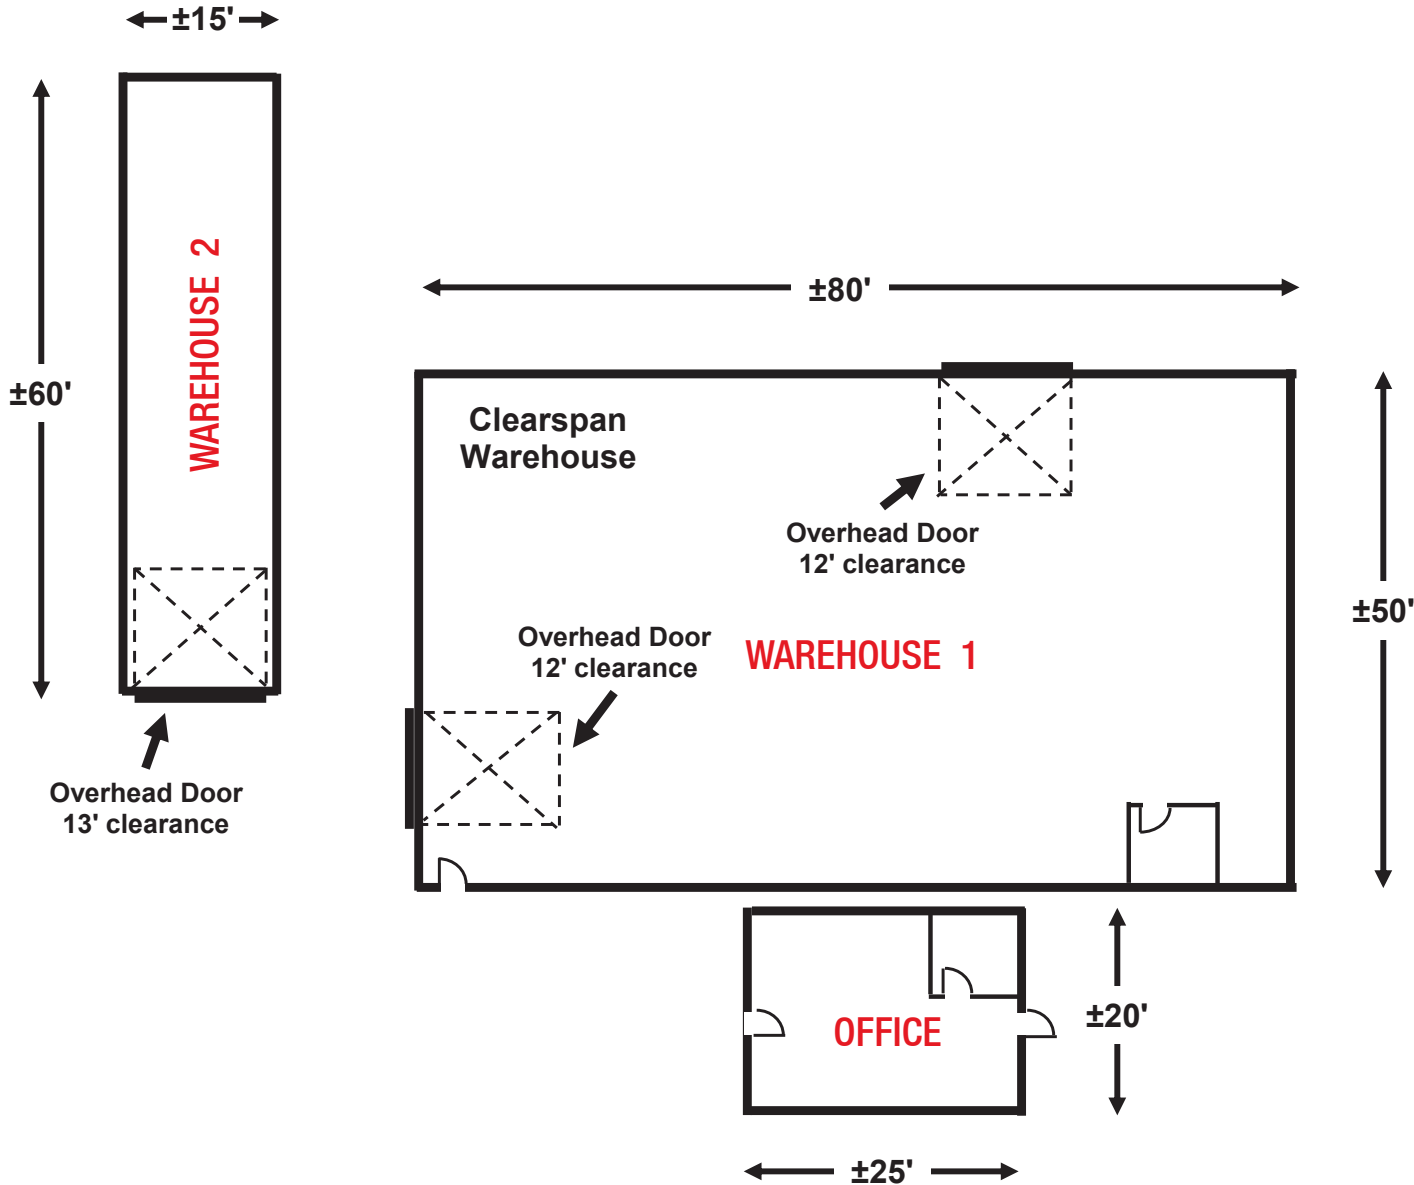 ±15'
WAREHOUSE 2
±60'
Overhead Door
13' clearance
±80'
Clearspan
Warehouse
Overhead Door
12' clearance
±50'
Overhead Door
12' clearance
WAREHOUSE 1
OFFICE
±20'
±25'